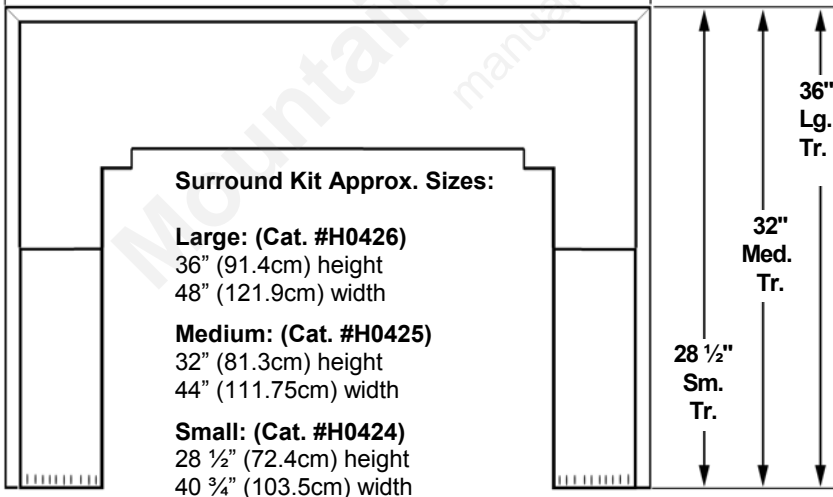 Mountain
manual
36"
Lg.
Tr.
Surround Kit Approx. Sizes:
Large: (Cat. #H0426)
36” (91.4cm) height
48” (121.9cm) width
32"
Med.
Tr.
Medium: (Cat. #H0425)
32” (81.3cm) height
44” (111.75cm) width
28 ½"
Sm.
Tr.
Small: (Cat. #H0424)
28 ½” (72.4cm) height
40 ¾” (103.5cm) width